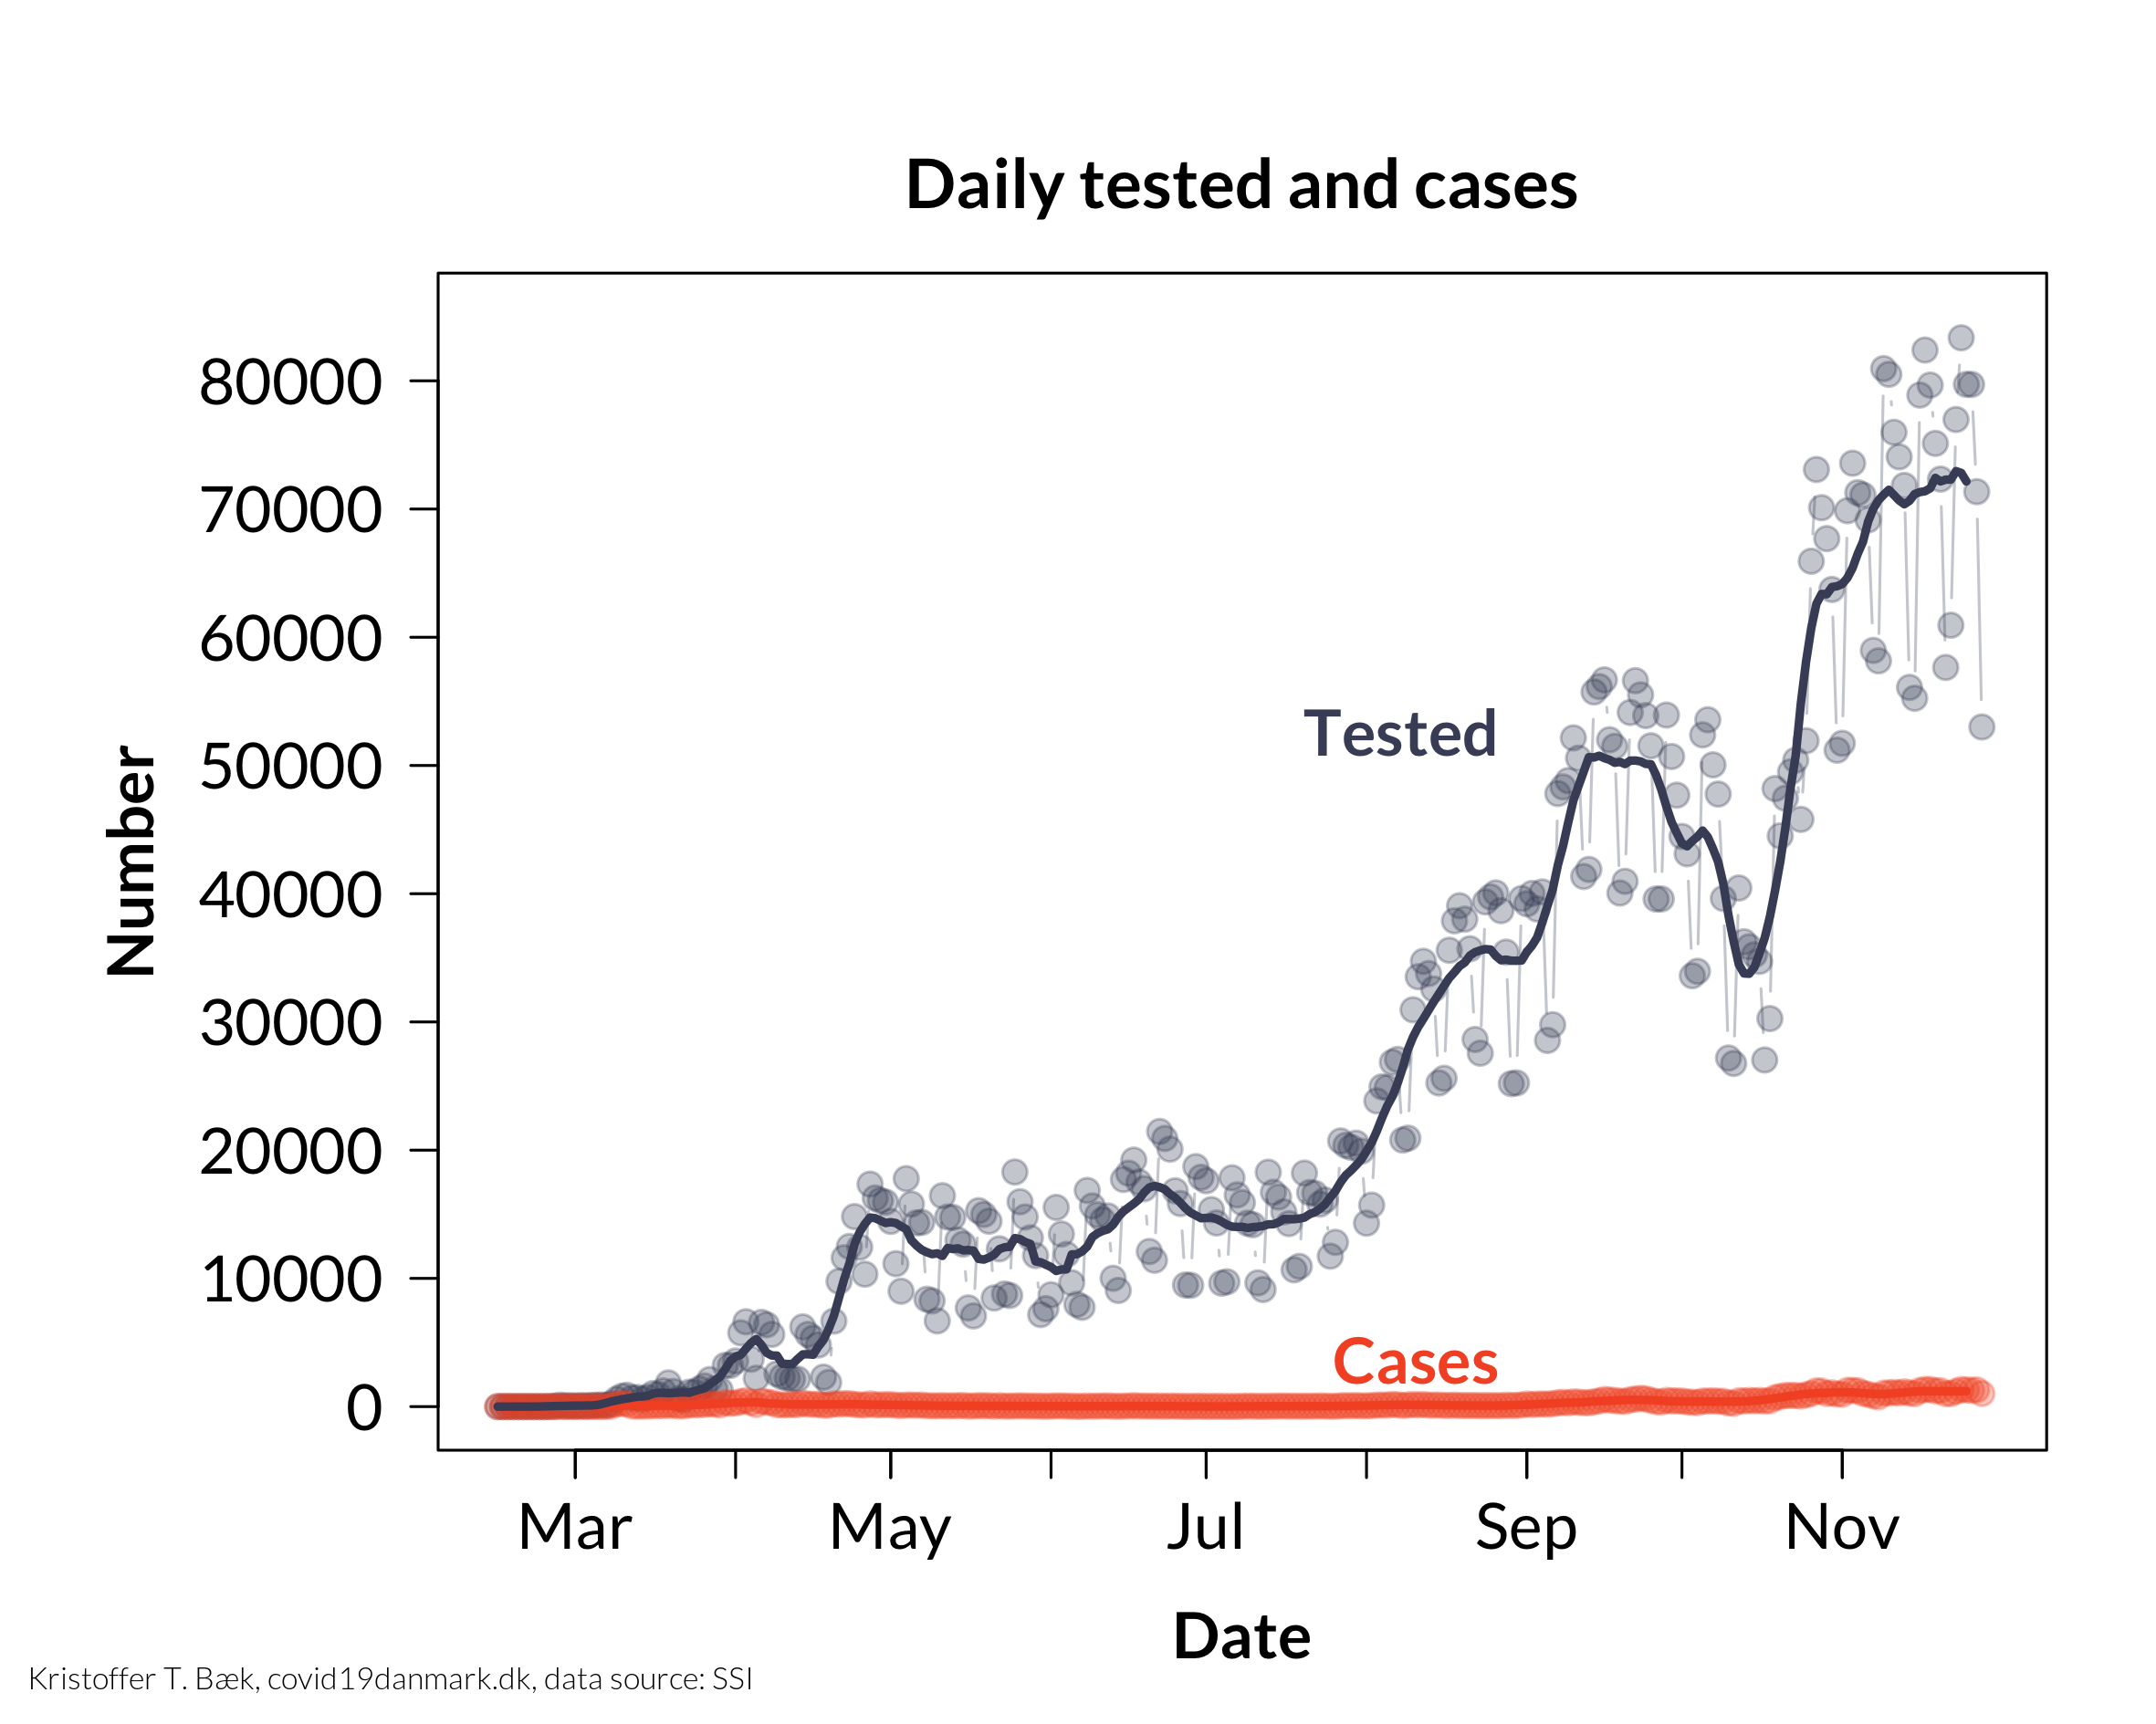 Daily tested and cases
80000
70000
60000
50000
40000
30000
20000
10000
0
Number
Tested
Cases
Mar
May
Jul
Sep
Nov
Date
Kristoffer T. Bæk, covid19danmark.dk, data source: SSI